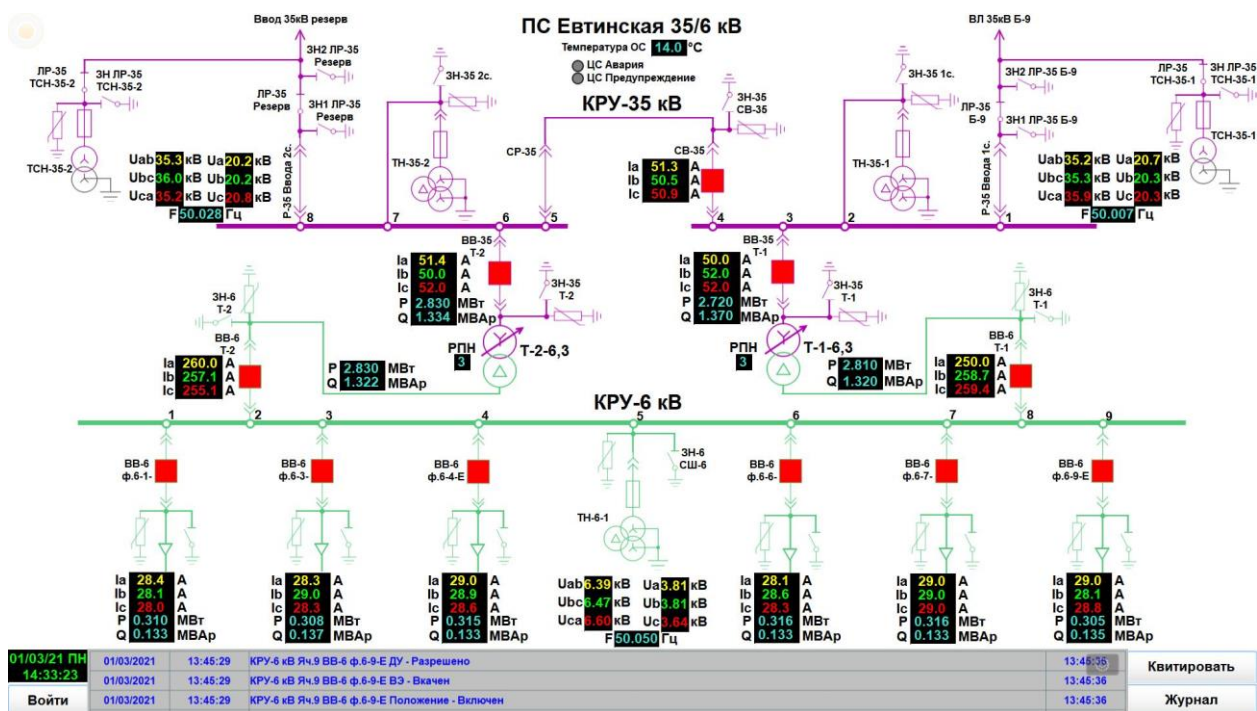 ПС Евтинская 35/6 кВ
Температура ОС 14.0 °C
ЦС Авария
ЦС Предупреждение
КРУ-35 кВ
Ввод 35кВ резерв
ЗН2 ЛР-35
Резерв
ЛР-35
ТСН-35-2
ЗН ЛР-35
ТСН-35-2
ЛР-35
Резерв
ЗН1 ЛР-35
Резерв
ТСН-35-2
Uab 35.3 кВ Ua 20.2 кВ
Ubc 36.0 кВ Ub 20.2 кВ
Uca 35.2 кВ Uc 20.8 кВ
F 50.028 Гц
Р-35 Ввода 2с.
ЗН-35 2с.
ТН-35-2
СР-35
ЗН-35
СВ-35
СВ-35
Ia 51.3 А
Ib 50.5 А
Ic 50.9 А
ЗН-35 1с.
ТН-35-1
ВЛ 35кВ Б-9
ЗН2 ЛР-35 Б-9
ЛР-35
Б-9
ЗН1 ЛР-35 Б-9
Р-35 Ввода 1с.
ЛР-35
ТСН-35-1
ЗН ЛР-35
ТСН-35-1
ТСН-35-1
Uab 35.2 кВ Ua 20.7 кВ
Ubc 35.3 кВ Ub 20.3 кВ
Uca 35.9 кВ Uc 20.3 кВ
F 50.007 Гц
8 7 6 5 4 3 2 1
ВВ-35
Т-2
Ia 51.4 А
Ib 50.0 А
Ic 52.0 А
P 2.830 МВт
Q 1.334 МВАр
ЗН-35
Т-2
РПН
3
Т-2-6,3
ВВ-35
Т-1
Ia 50.0 А
Ib 52.0 А
Ic 52.0 А
P 2.720 МВт
Q 1.370 МВАр
ЗН-35
Т-1
РПН
3
Т-1-6,3
ЗН-6
Т-2
ВВ-6
Т-2
Ia 260.0 А
Ib 257.1 А
Ic 255.1 А
P 2.830 МВт
Q 1.322 МВАр
P 2.810 МВт
Q 1.320 МВАр
ЗН-6
Т-1
ВВ-6
Т-1
Ia 250.0 А
Ib 258.7 А
Ic 259.4 А
КРУ-6 кВ
1 2 3 4 5 6 7 8 9
ВВ-6
ф.6-1-
Ia 28.4 А
Ib 28.1 А
Ic 28.0 А
P 0.310 МВт
Q 0.133 МВАр
ВВ-6
ф.6-3-
Ia 28.3 А
Ib 29.0 А
Ic 28.3 А
P 0.308 МВт
Q 0.137 МВАр
ВВ-6
ф.6-4-Е
Ia 29.0 А
Ib 28.9 А
Ic 28.6 А
P 0.315 МВт
Q 0.133 МВАр
ЗН-6
СШ-6
ТН-6-1
Uab 6.39 кВ Ua 3.81 кВ
Ubc 6.47 кВ Ub 3.81 кВ
Uca 6.60 кВ Uc 3.64 кВ
F 50.050 Гц
ВВ-6
ф.6-6-
Ia 28.1 А
Ib 28.6 А
Ic 28.3 А
P 0.316 МВт
Q 0.133 МВАр
ВВ-6
ф.6-7-
Ia 29.0 А
Ib 29.0 А
Ic 29.0 А
P 0.316 МВт
Q 0.133 МВАр
ВВ-6
ф.6-9-Е
Ia 29.0 А
Ib 28.1 А
Ic 28.8 А
P 0.305 МВт
Q 0.135 МВАр
01/03/21 ПН
14:33:23
Войти
01/03/2021 13:45:29 КРУ-6 кВ Яч.9 ВВ-6 ф.6-9-Е ДУ - Разрешено 13:45:36
01/03/2021 13:45:29 КРУ-6 кВ Яч.9 ВВ-6 ф.6-9-Е ВЭ - Вкачен 13:45:36
01/03/2021 13:45:29 КРУ-6 кВ Яч.9 ВВ-6 ф.6-9-Е Положение - Включен 13:45:36
Квитировать
Журнал